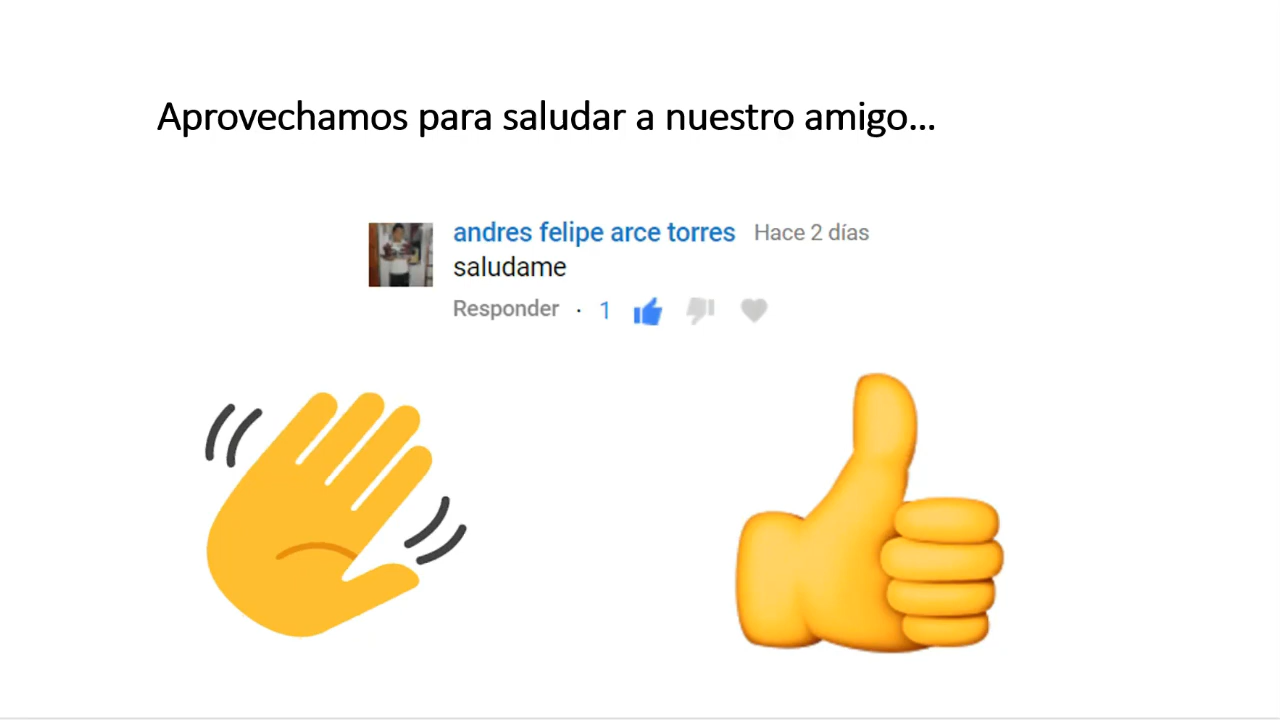 Aprovechamos para saludar a nuestro amigo...
andres felipe arce torres Hace 2 días
saludame
Responder · 1